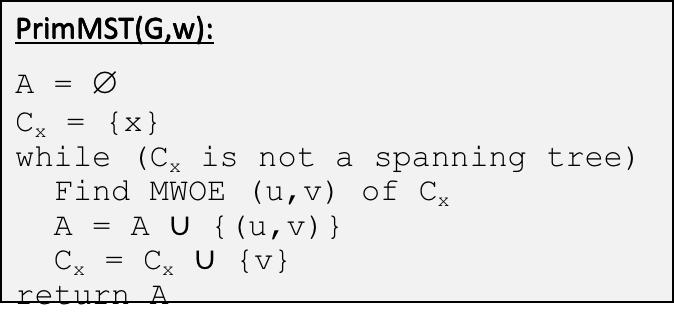 PrimMST(G,w):
A = ∅
Cₓ = {x}
while (Cₓ is not a spanning tree)
Find MWOE (u,v) of Cₓ
A = A ∪ {(u,v)}
Cₓ = Cₓ ∪ {v}
return A